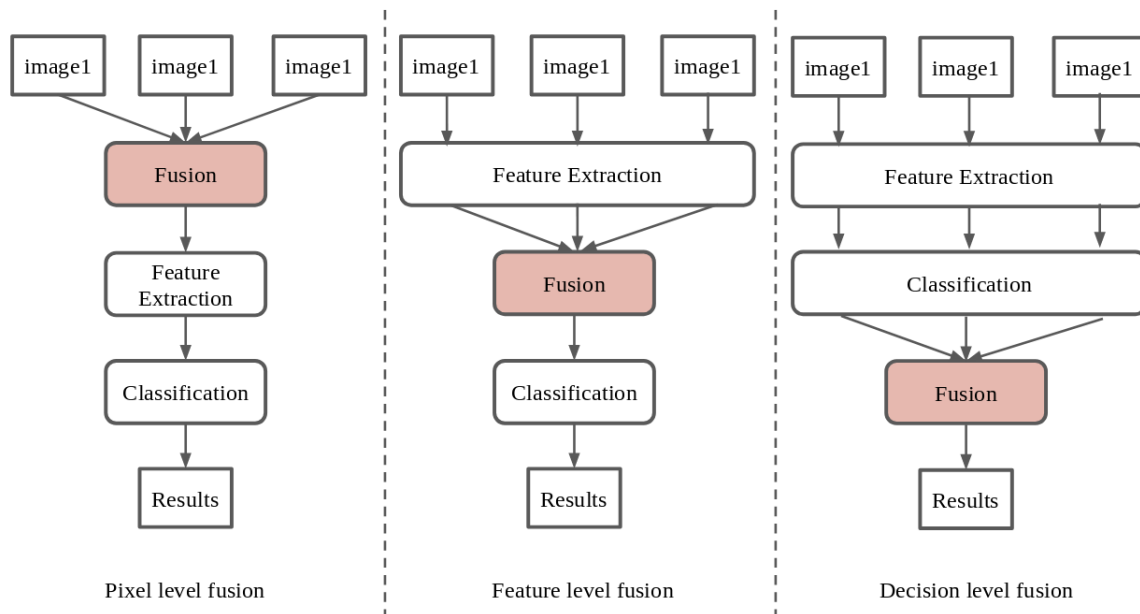 image1
image1
image1
Fusion
Feature
Extraction
Classification
Results
Pixel level fusion
image1
image1
image1
Feature Extraction
Fusion
Classification
Results
Feature level fusion
image1
image1
image1
Feature Extraction
Classification
Fusion
Results
Decision level fusion